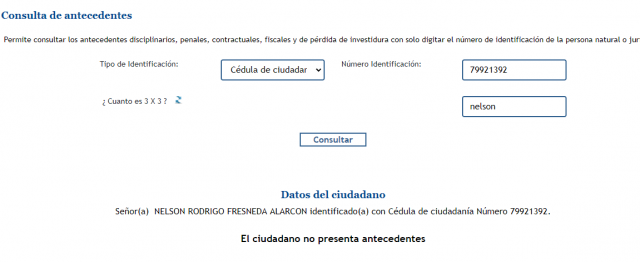 Consulta de antecedentes
Permite consultar los antecedentes disciplinarios, penales, contractuales, fiscales y de pérdida de investidura con solo digitar el número de identificación de la persona natural o jur
Tipo de Identificación: Cédula de ciudadar Número Identificación: 79921392
¿ Cuanto es 3 X 3 ? nelson
Consultar
Datos del ciudadano
Señor(a) NELSON RODRIGO FRESNEDA ALARCON identificado(a) con Cédula de ciudadanía Número 79921392.
El ciudadano no presenta antecedentes